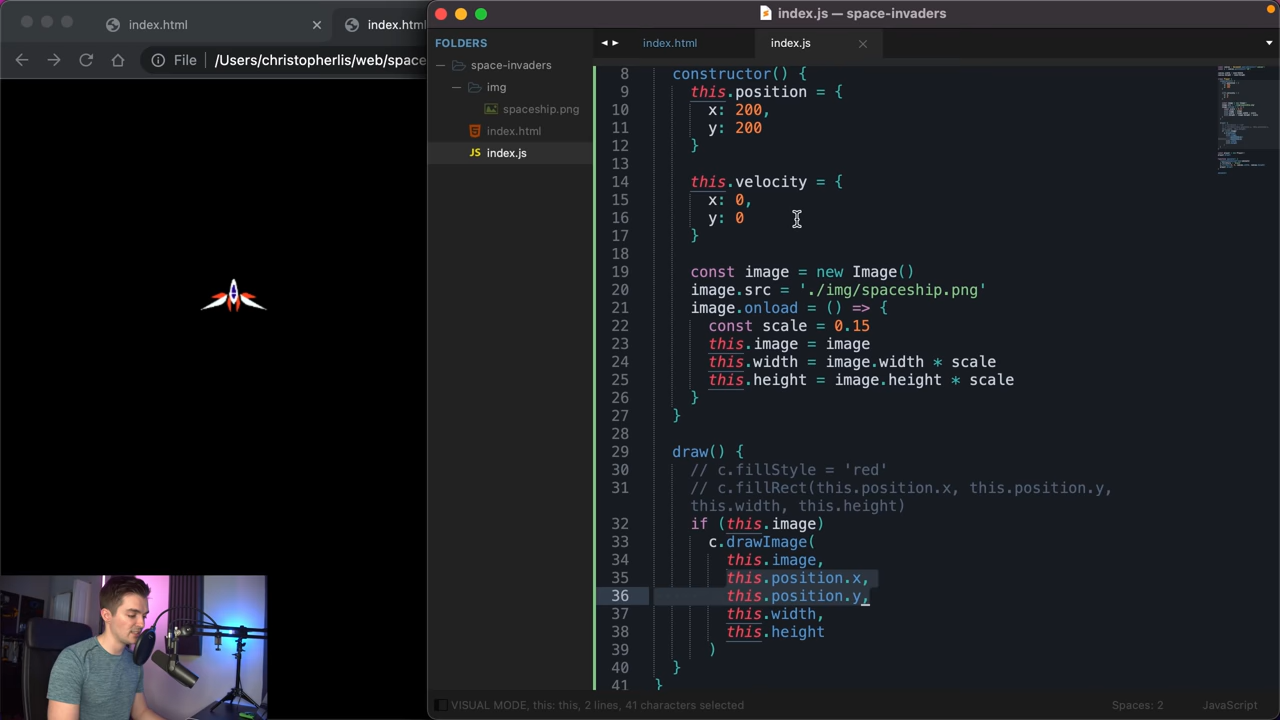 index.html
index.html
File
/Users/christopherlis/web/space
index.js — space-invaders
FOLDERS
space-invaders
img
spaceship.png
index.html
JS index.js
index.html
index.js
8 constructor() {
9 this.position = {
10 x: 200,
11 y: 200
12 }
13
14 this.velocity = {
15 x: 0,
16 y: 0
17 }
18
19 const image = new Image()
20 image.src = './img/spaceship.png'
21 image.onload = () => {
22 const scale = 0.15
23 this.image = image
24 this.width = image.width * scale
25 this.height = image.height * scale
26 }
27 }
28
29 draw() {
30 // c.fillStyle = 'red'
31 // c.fillRect(this.position.x, this.position.y,
this.width, this.height)
32 if (this.image)
33 c.drawImage(
34 this.image,
35 this.position.x,
36 this.position.y,
37 this.width,
38 this.height
39 )
40 }
41 }
VISUAL MODE, this: this, 2 lines, 41 characters selected
Spaces: 2
JavaScript